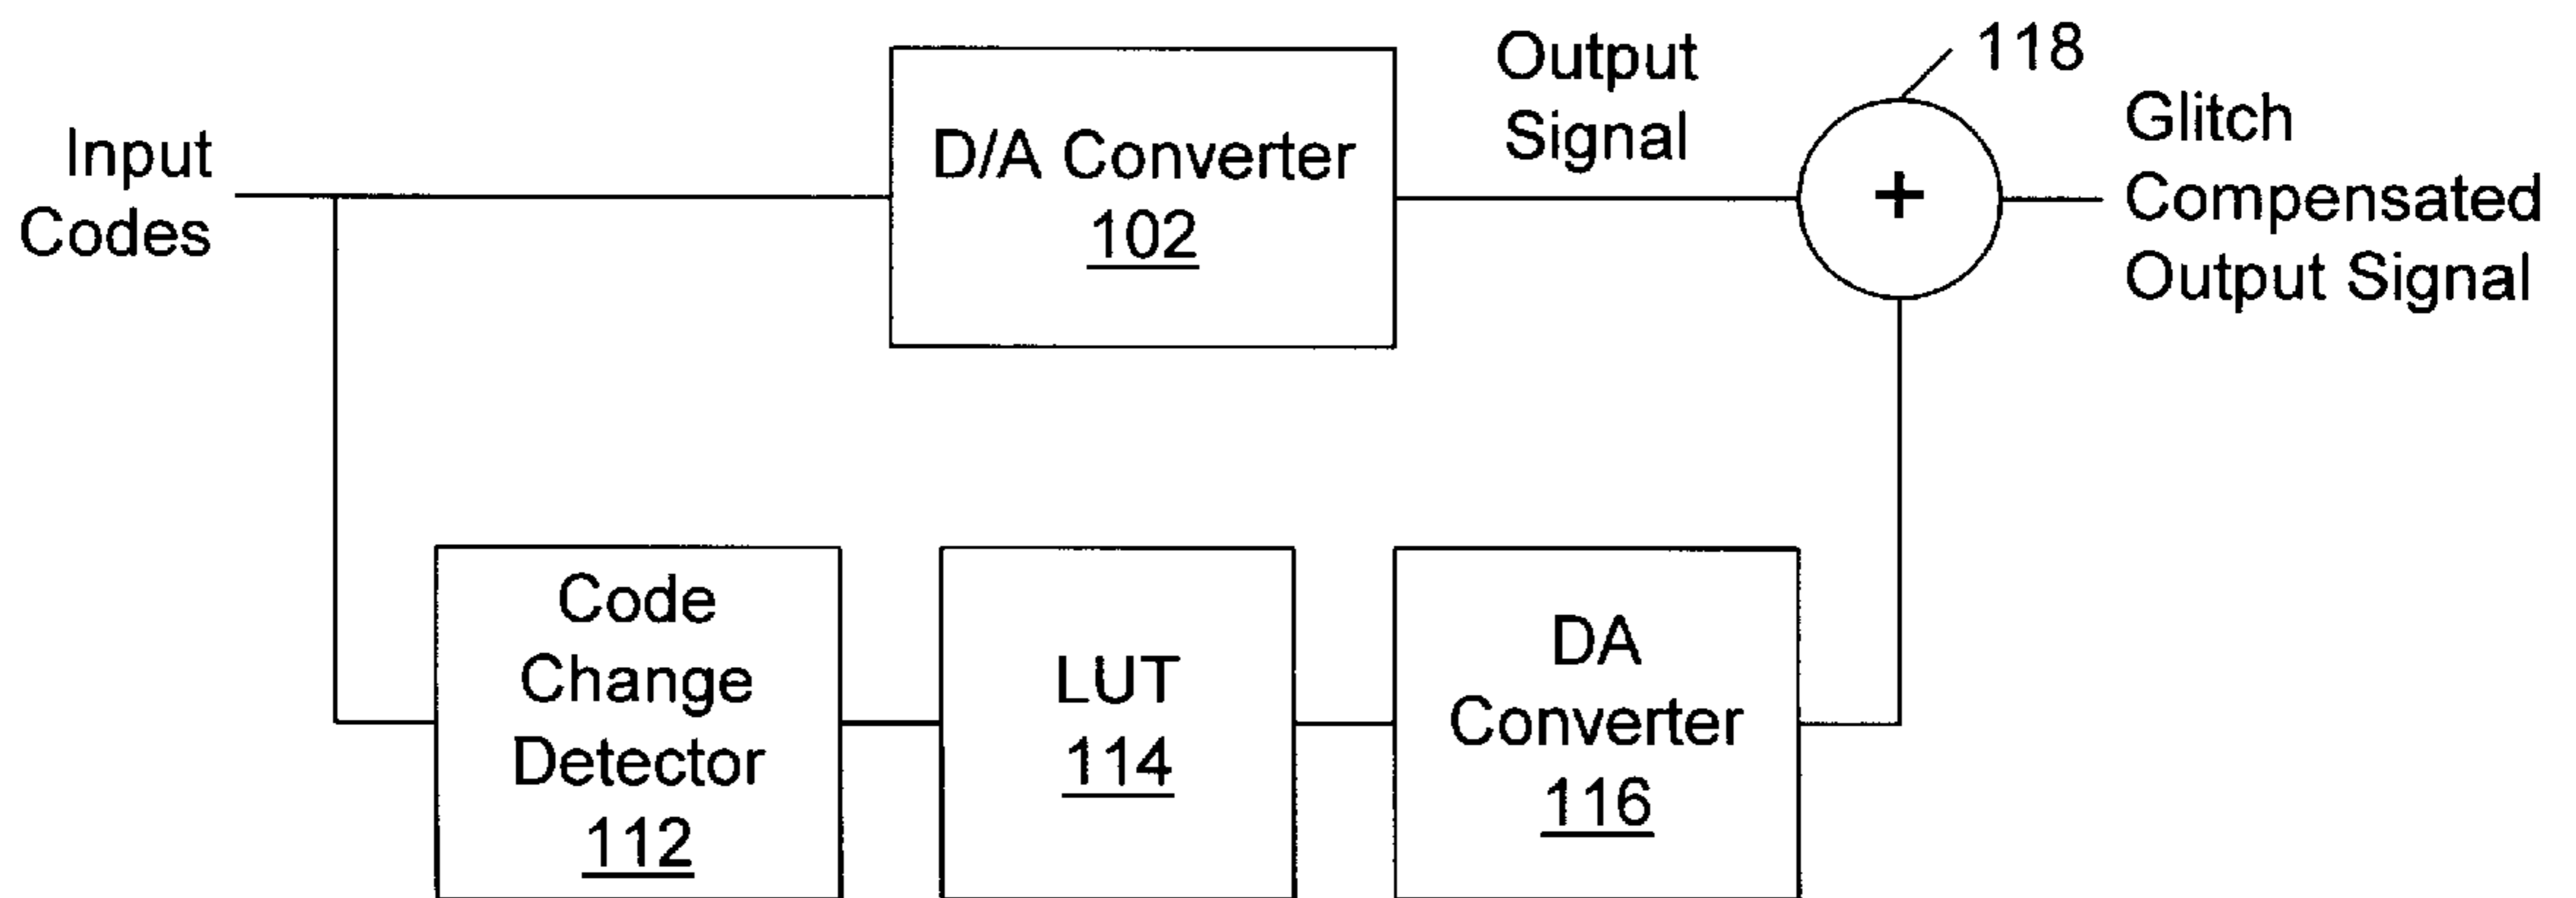 Input
Codes
D/A Converter
102
Output
Signal
+
118
Glitch
Compensated
Output Signal
Code
Change
Detector
112
LUT
114
DA
Converter
116